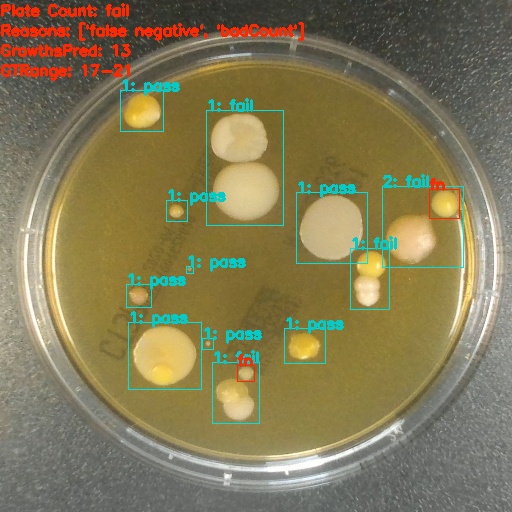 Plate Count: fail
Reasons: ['false negative', 'badCount']
GrowthsPred: 13
GTRange: 17-21
1: pass
1: fail
2: fail
fn
1: pass
1: pass
1: fail
1: pass
1: pass
1: pass
1: pass
1: pass
1: fail
fn